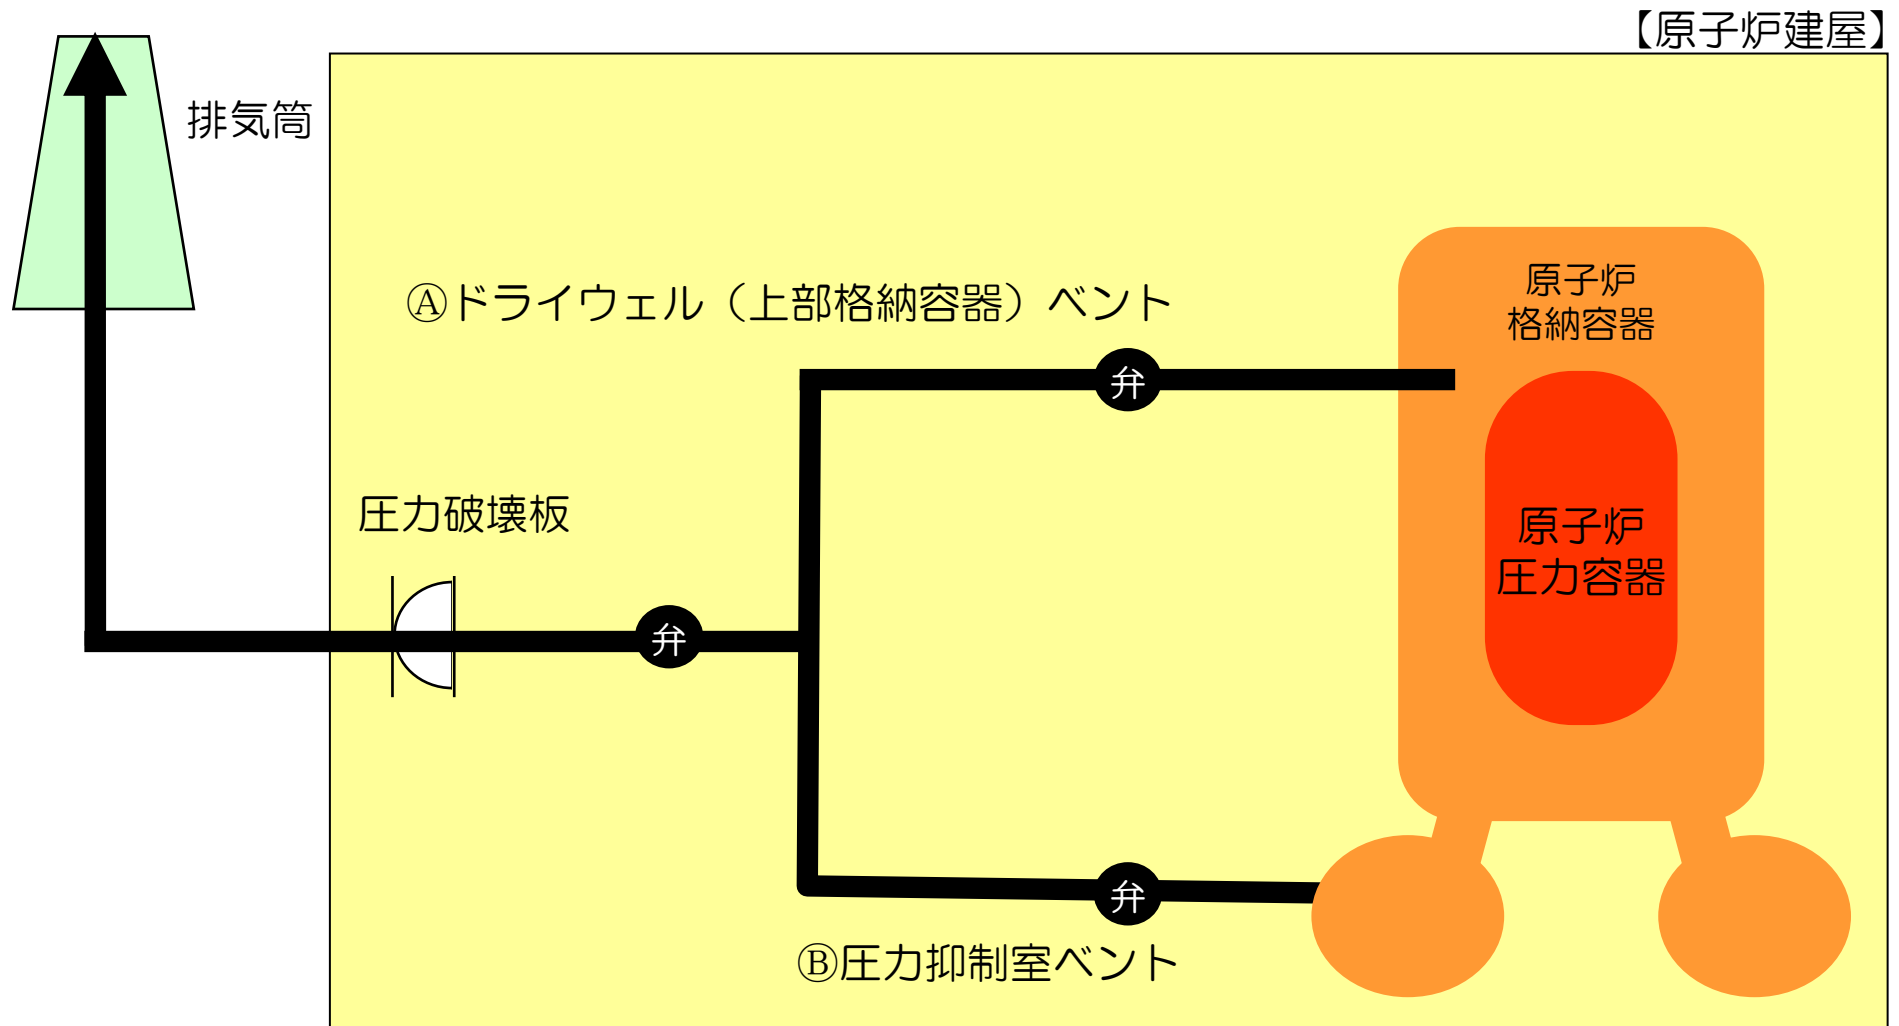 【原子炉建屋】
排気筒
Ⓐドライウェル（上部格納容器）ベント
原子炉
格納容器
弁
圧力破壊板
原子炉
圧力容器
弁
弁
Ⓑ圧力抑制室ベント